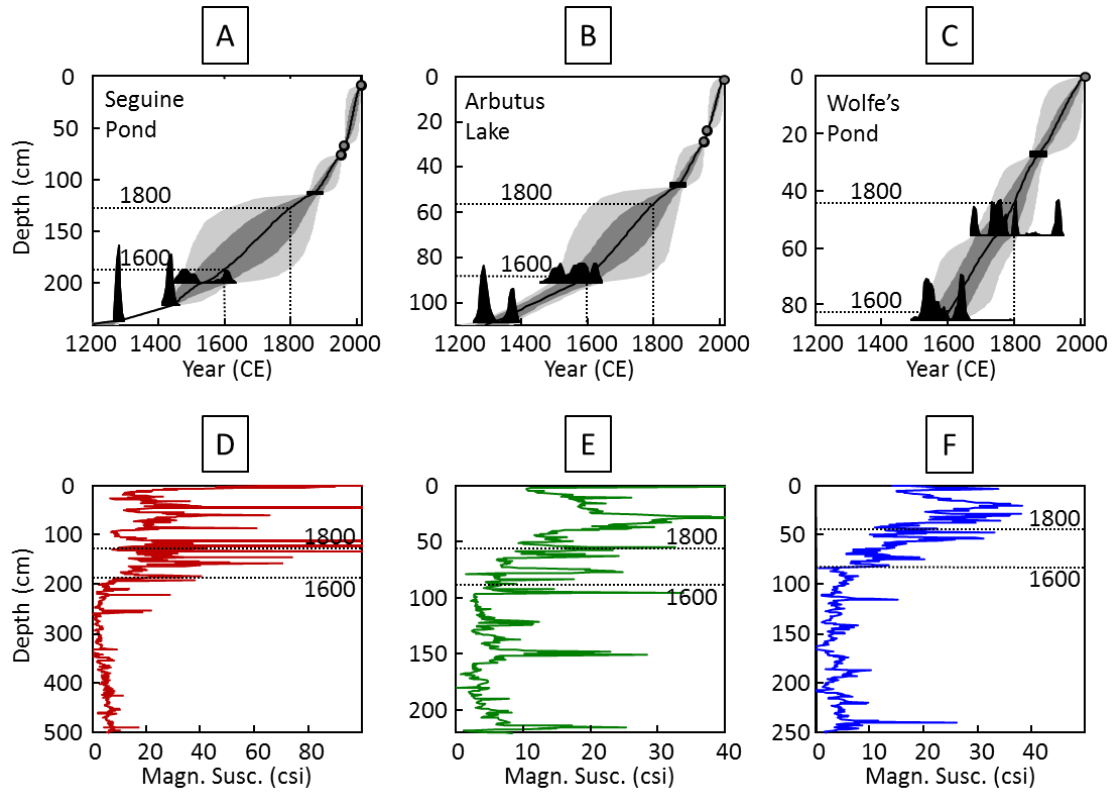 A
B
C
0
50
100
150
200
Depth (cm)
Seguine
Pond
1800
1600
1200 1400 1600 1800 2000
Year (CE)
0
20
40
60
80
100
Arbutus
Lake
1800
1600
1200 1400 1600 1800 2000
Year (CE)
0
20
40
60
80
Wolfe's
Pond
1800
1600
1200 1400 1600 1800 2000
Year (CE)
D
E
F
0
100
200
300
400
500
Depth (cm)
1800
1600
0 20 40 60 80
Magn. Susc. (csi)
0
50
100
150
200
1800
1600
0 10 20 30 40
Magn. Susc. (csi)
0
50
100
150
200
250
1800
1600
0 10 20 30 40
Magn. Susc. (csi)